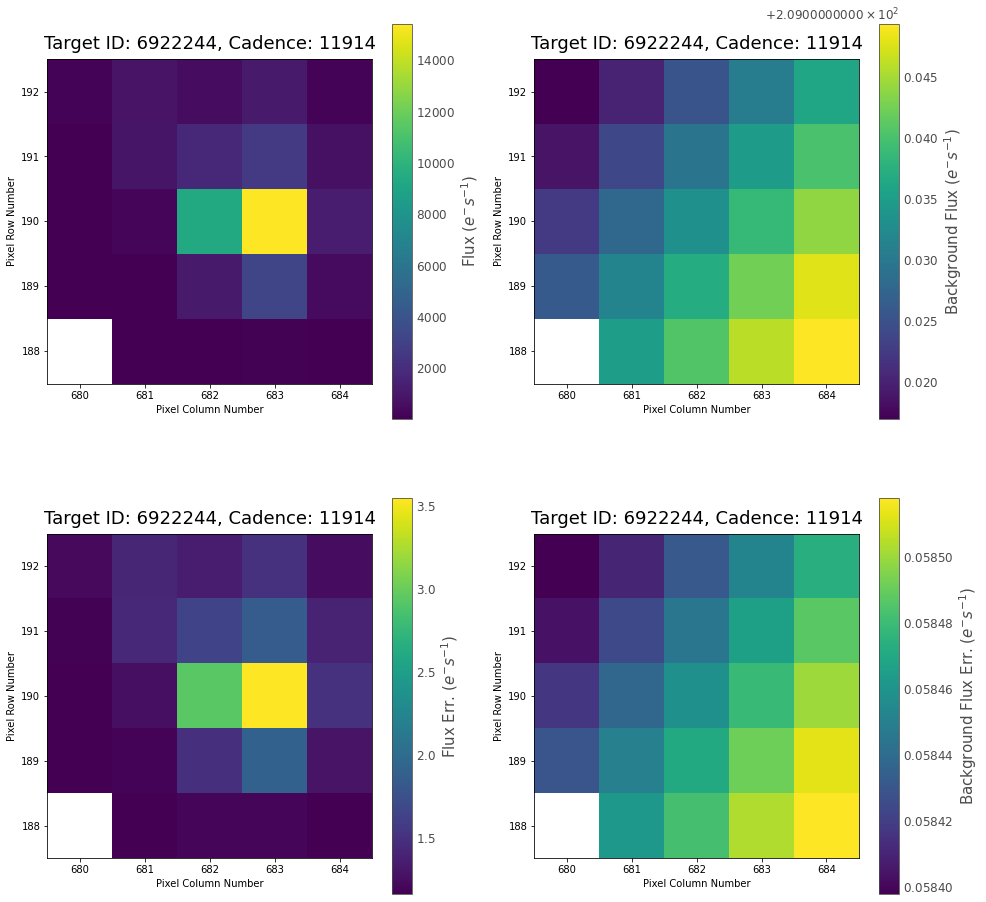 Target ID: 6922244, Cadence: 11914
192
191
190
189
188
680 681 682 683 684
Pixel Column Number
Pixel Row Number
14000
12000
10000
8000
6000
4000
2000
Flux (e⁻s⁻¹)
+2.0900000000 × 10²
Target ID: 6922244, Cadence: 11914
192
191
190
189
188
680 681 682 683 684
Pixel Column Number
Pixel Row Number
0.045
0.040
0.035
0.030
0.025
0.020
Background Flux (e⁻s⁻¹)
Target ID: 6922244, Cadence: 11914
192
191
190
189
188
680 681 682 683 684
Pixel Column Number
Pixel Row Number
3.5
3.0
2.5
2.0
1.5
Flux Err. (e⁻s⁻¹)
Target ID: 6922244, Cadence: 11914
192
191
190
189
188
680 681 682 683 684
Pixel Column Number
Pixel Row Number
0.05850
0.05848
0.05846
0.05844
0.05842
0.05840
Background Flux Err. (e⁻s⁻¹)